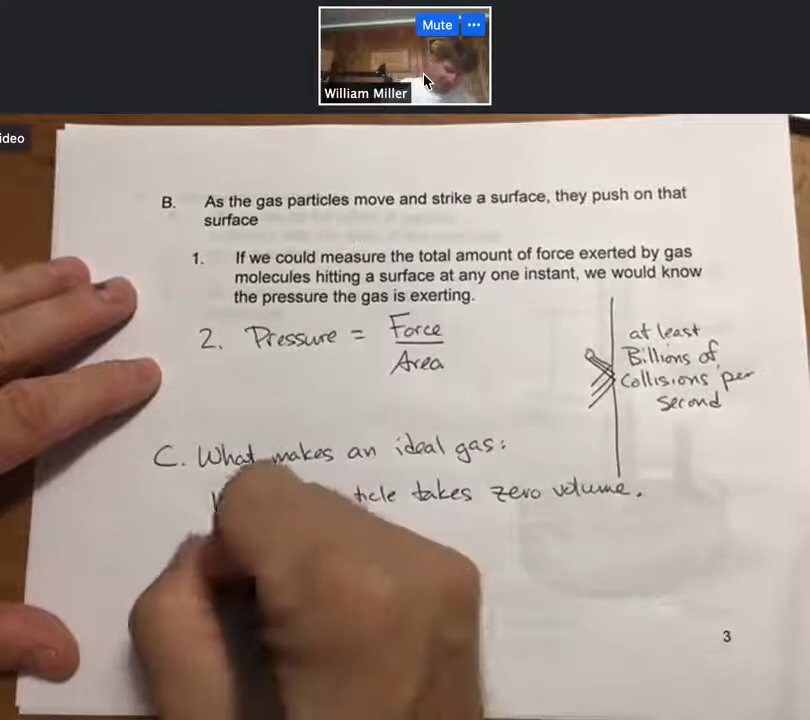 Mute
William Miller
ideo
B. As the gas particles move and strike a surface, they push on that
surface
1. If we could measure the total amount of force exerted by gas
molecules hitting a surface at any one instant, we would know
the pressure the gas is exerting.
2. Pressure = Force
Area
at least
Billions of
collisions per
second
C. What makes an ideal gas:
ticle takes zero volume.
3